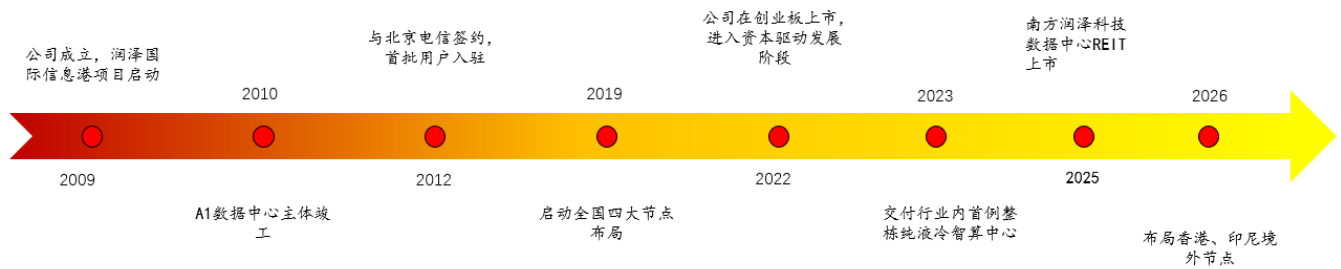 公司成立，润泽国
际信息港项目启动
2009
2010
A1数据中心主体竣
工
与北京电信签约，
首批用户入驻
2012
2019
启动全国四大节点
布局
公司在创业板上市，
进入资本驱动发展
阶段
2022
2023
交付行业内首例整
栋纯液冷智算中心
南方润泽科技
数据中心REIT
上市
2025
2026
布局香港、印尼境
外节点